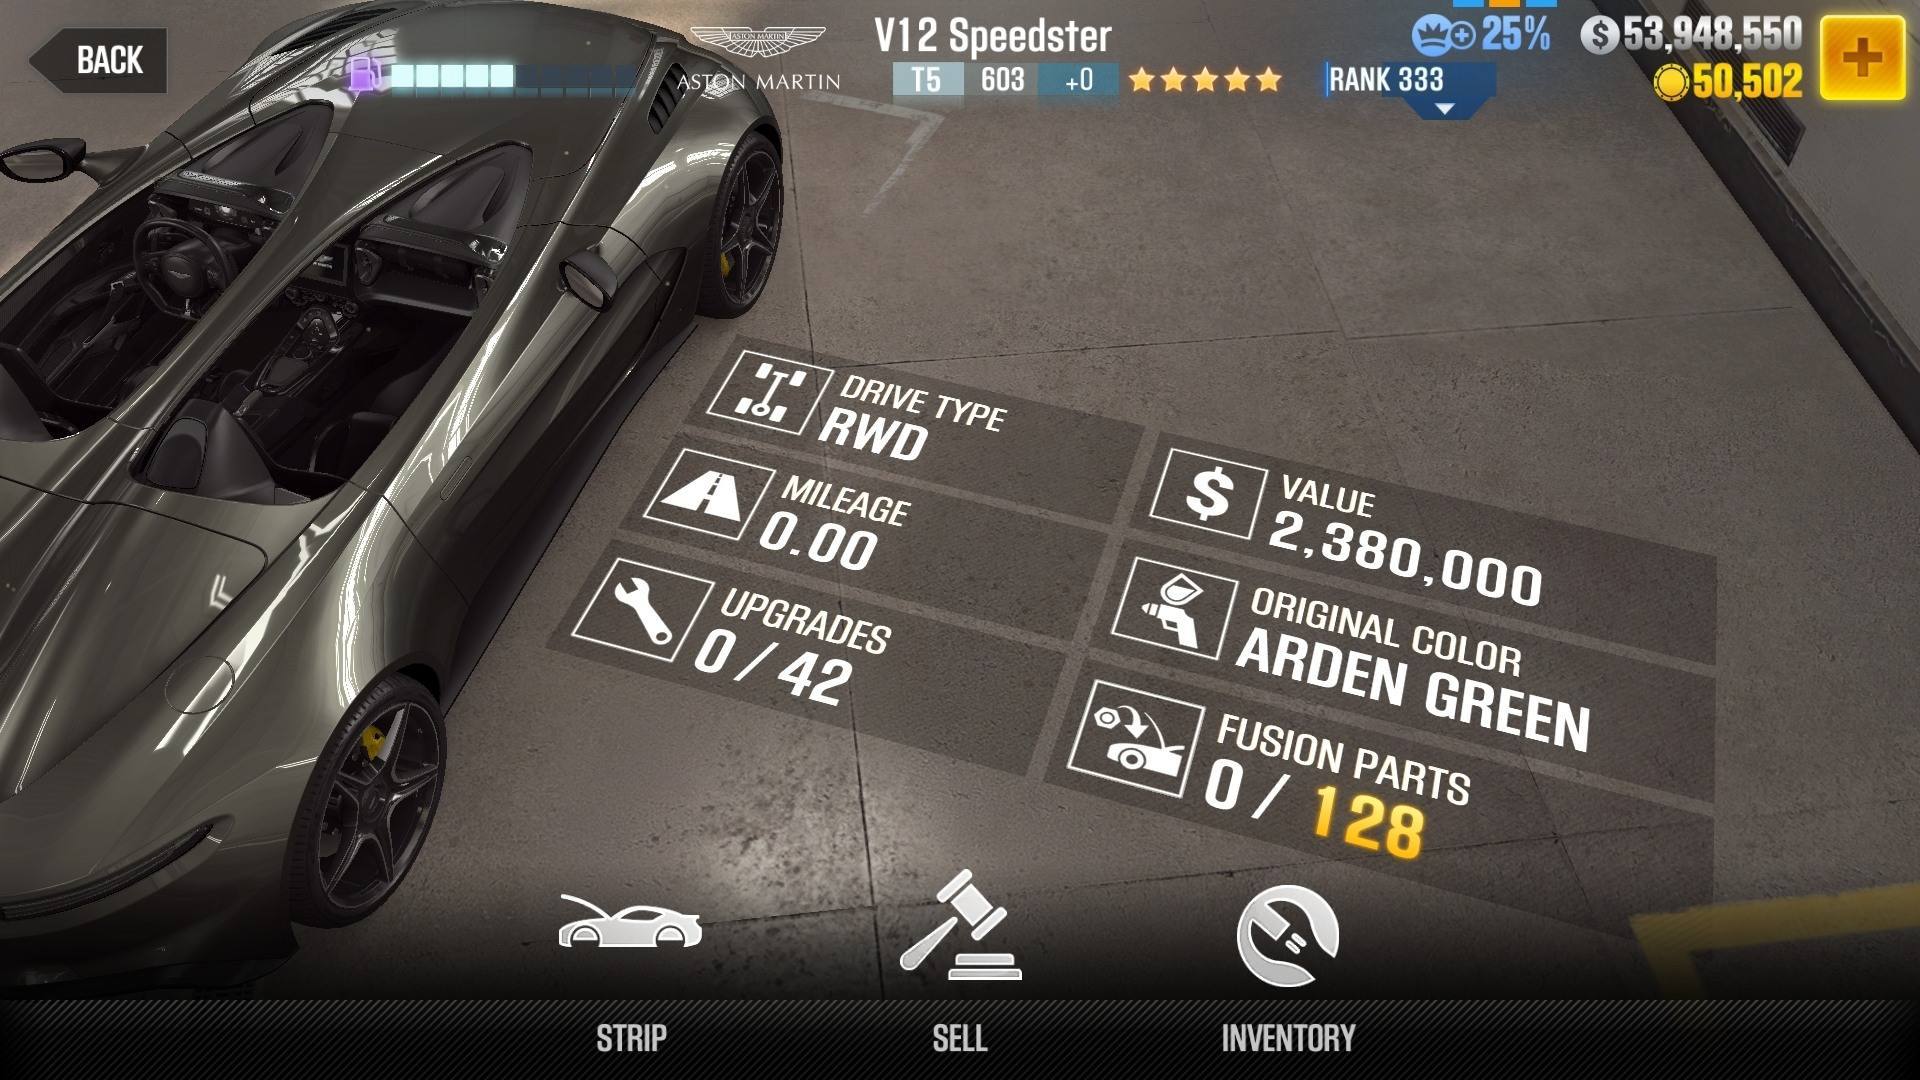 BACK
ASTON MARTIN
ASTON MARTIN
V12 Speedster
T5 603 +0
RANK 333
25%
$53,948,550
50,502
DRIVE TYPE
RWD
MILEAGE
0.00
UPGRADES
0 / 42
$ VALUE
2,380,000
ORIGINAL COLOR
ARDEN GREEN
FUSION PARTS
0 / 128
STRIP
SELL
INVENTORY